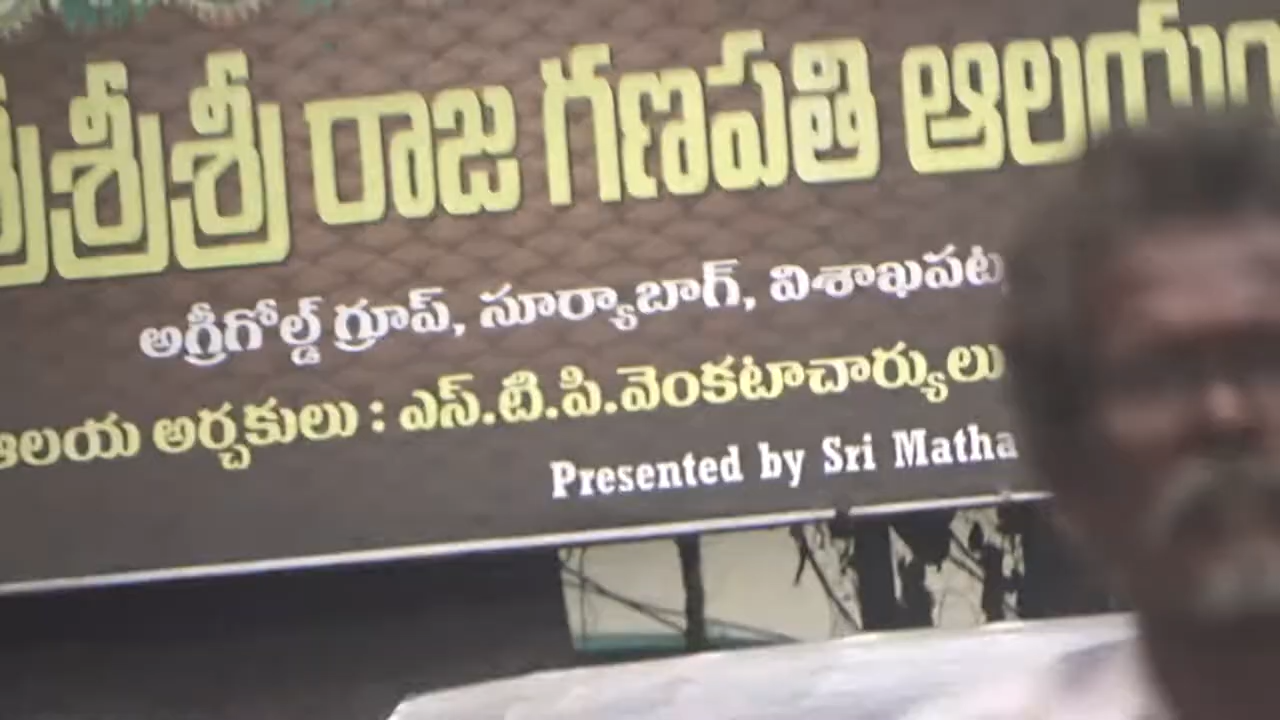 శ్రీశ్రీశ్రీ రాజ గణపతి ఆలయం
అగ్రీగోల్డ్ గ్రూప్, సూర్యాబాగ్, విశాఖపట
ఆలయ అర్చకులు : ఎస్.టి.పి.వెంకటాచార్యులు
Presented by Sri Matha